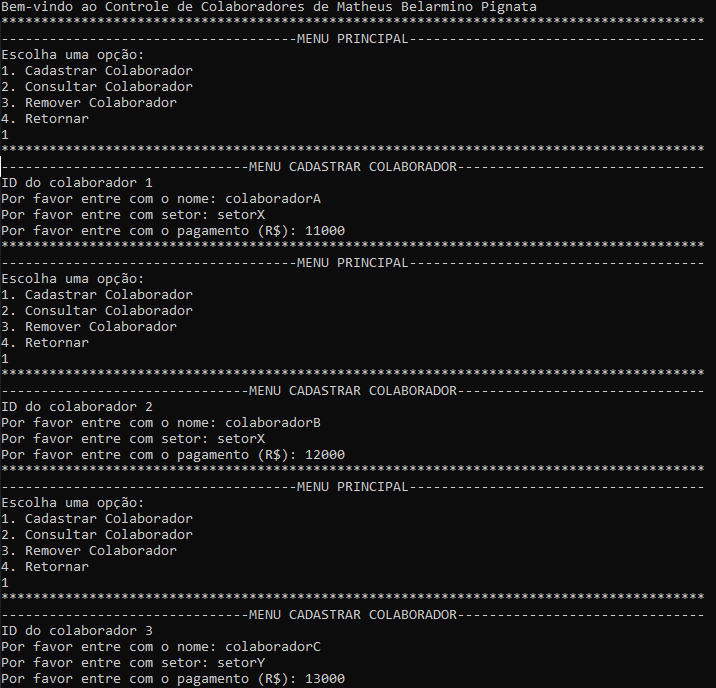 Bem-vindo ao Controle de Colaboradores de Matheus Belarmino Pignata
****************************************************************************************
-------------------------------------MENU PRINCIPAL-------------------------------------
Escolha uma opção:
1. Cadastrar Colaborador
2. Consultar Colaborador
3. Remover Colaborador
4. Retornar
1
****************************************************************************************
-------------------------------MENU CADASTRAR COLABORADOR-------------------------------
ID do colaborador 1
Por favor entre com o nome: colaboradorA
Por favor entre com setor: setorX
Por favor entre com o pagamento (R$): 11000
****************************************************************************************
-------------------------------------MENU PRINCIPAL-------------------------------------
Escolha uma opção:
1. Cadastrar Colaborador
2. Consultar Colaborador
3. Remover Colaborador
4. Retornar
1
****************************************************************************************
-------------------------------MENU CADASTRAR COLABORADOR-------------------------------
ID do colaborador 2
Por favor entre com o nome: colaboradorB
Por favor entre com setor: setorX
Por favor entre com o pagamento (R$): 12000
****************************************************************************************
-------------------------------------MENU PRINCIPAL-------------------------------------
Escolha uma opção:
1. Cadastrar Colaborador
2. Consultar Colaborador
3. Remover Colaborador
4. Retornar
1
****************************************************************************************
-------------------------------MENU CADASTRAR COLABORADOR-------------------------------
ID do colaborador 3
Por favor entre com o nome: colaboradorC
Por favor entre com setor: setorY
Por favor entre com o pagamento (R$): 13000